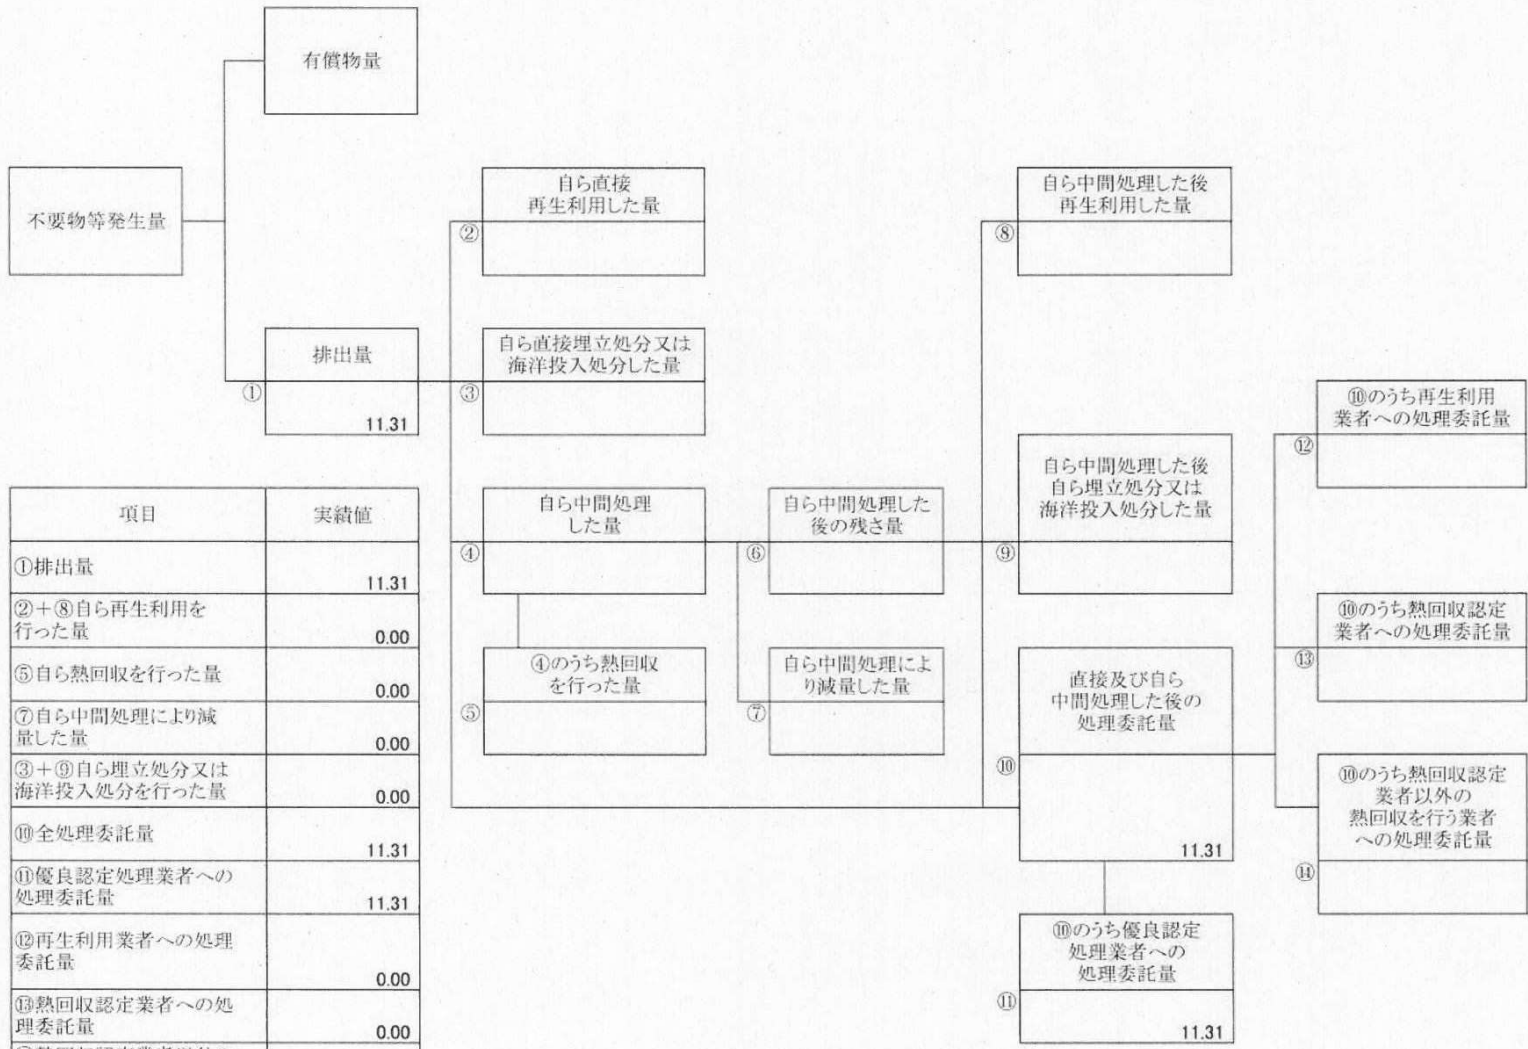 有償物量
不要物等発生量
自ら直接
再生利用した量
②
自ら中間処理した後
再生利用した量
⑧
排出量
①
11.31
自ら直接埋立処分又は
海洋投入処分した量
③
⑩のうち再生利用
業者への処理委託量
⑫
自ら中間処理した後
自ら埋立処分又は
海洋投入処分した量
⑨
自ら中間処理
した量
④
自ら中間処理した
後の残さ量
⑥
④のうち熱回収
を行った量
⑤
自ら中間処理によ
り減量した量
⑦
直接及び自ら
中間処理した後の
処理委託量
⑩
11.31
⑩のうち熱回収認定
業者への処理委託量
⑬
⑩のうち熱回収認定
業者以外の
熱回収を行う業者
への処理委託量
⑭
⑩のうち優良認定
処理業者への
処理委託量
⑪
11.31
項目 実績値
①排出量
11.31
②+⑧自ら再生利用を
行った量
0.00
⑤自ら熱回収を行った量
0.00
⑦自ら中間処理により減
量した量
0.00
③+⑨自ら埋立処分又は
海洋投入処分を行った量
0.00
⑩全処理委託量
11.31
⑪優良認定処理業者への
処理委託量
11.31
⑫再生利用業者への処理
委託量
0.00
⑬熱回収認定業者への処
理委託量
0.00